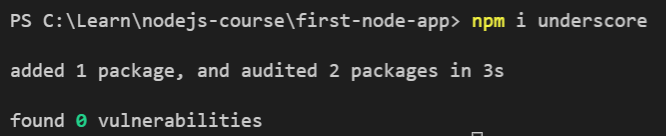 PS C:\Learn\nodejs-course\first-node-app> npm i underscore
added 1 package, and audited 2 packages in 3s
found 0 vulnerabilities